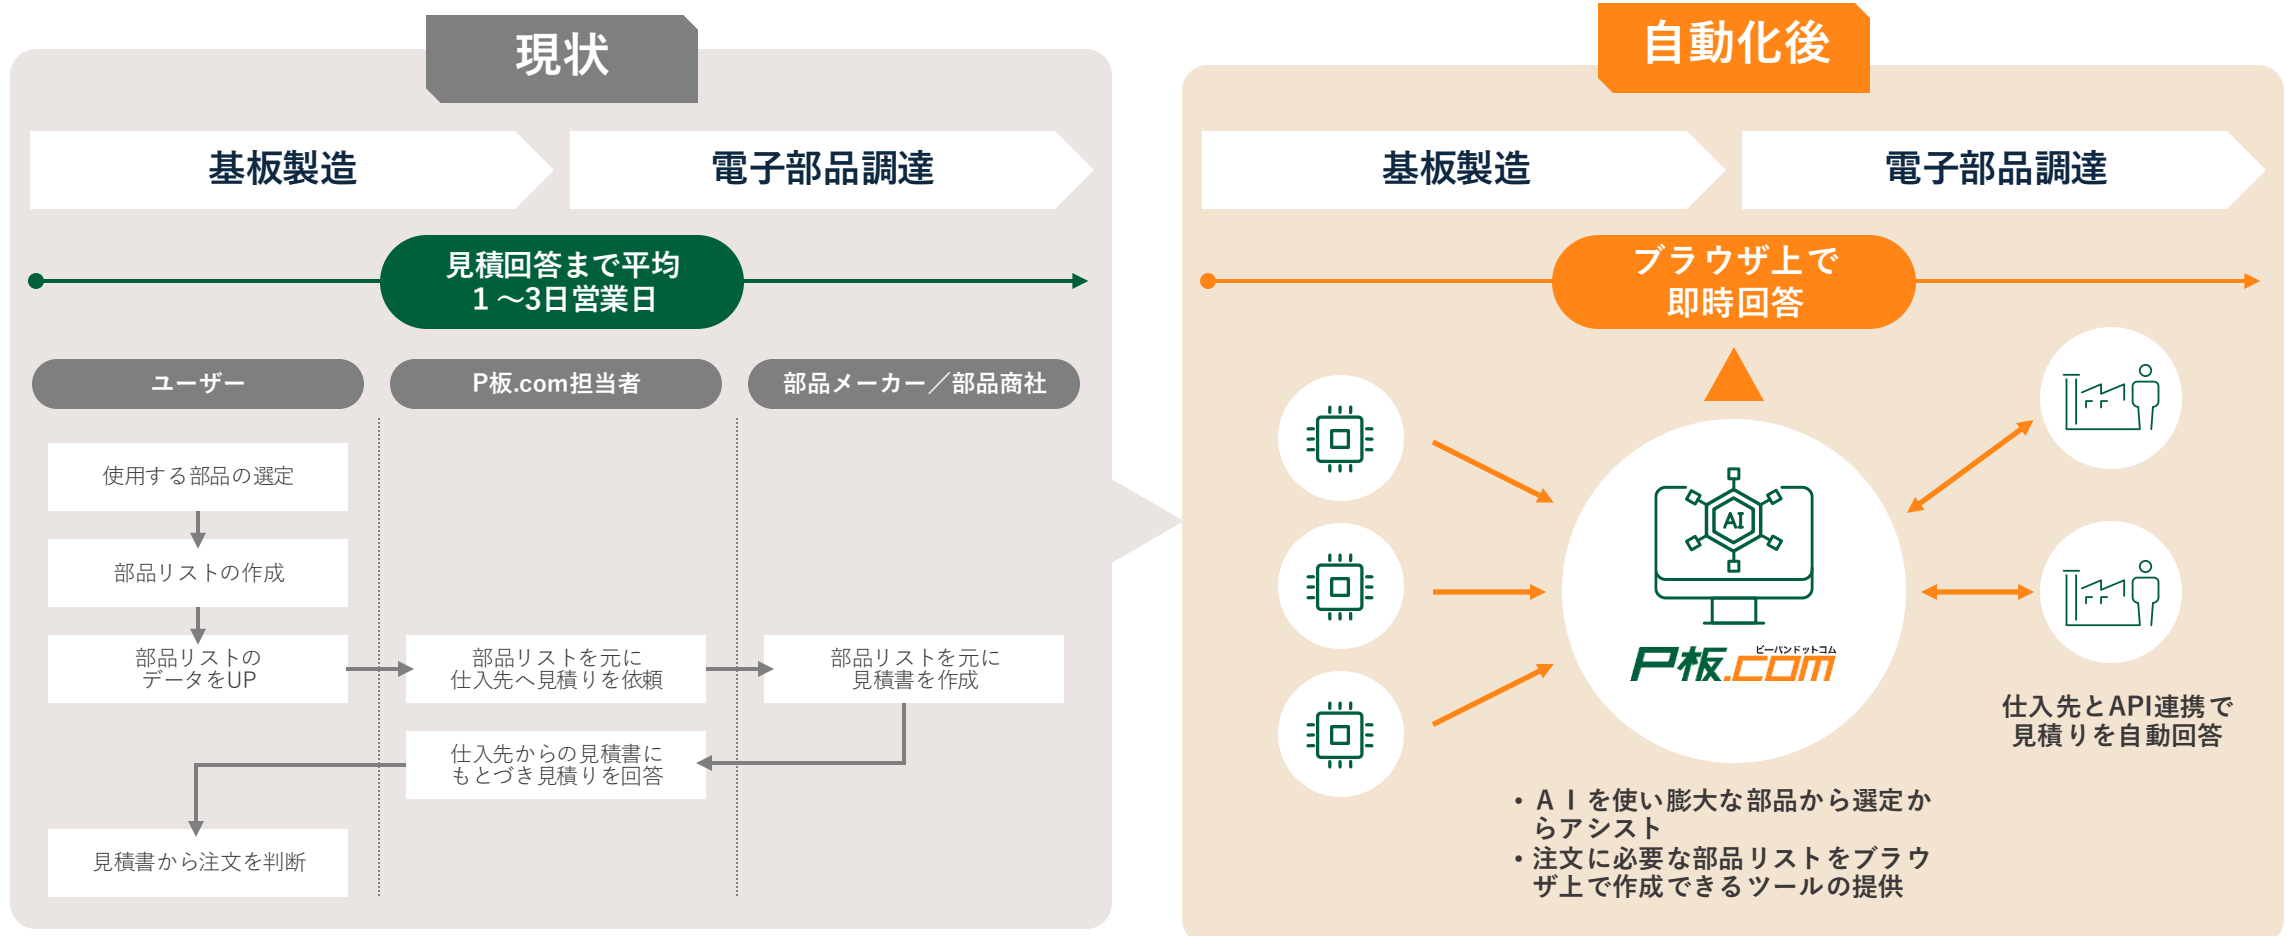 現状
基板製造
電子部品調達
見積回答まで平均
１～3日営業日
ユーザー
P板.com担当者
部品メーカー／部品商社
使用する部品の選定
部品リストの作成
部品リストの
データをUP
部品リストを元に
仕入先へ見積りを依頼
部品リストを元に
見積書を作成
仕入先からの見積書に
もとづき見積りを回答
見積書から注文を判断
自動化後
基板製造
電子部品調達
ブラウザ上で
即時回答
AI
ピーバンドットコム
P板.com
仕入先とAPI連携で
見積りを自動回答
・ＡＩを使い膨大な部品から選定か
らアシスト
・注文に必要な部品リストをブラウ
ザ上で作成できるツールの提供